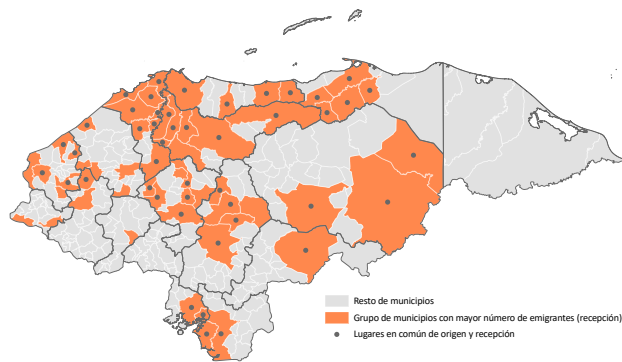 Resto de municipios
Grupo de municipios con mayor número de emigrantes (recepción)
Lugares en común de origen y recepción